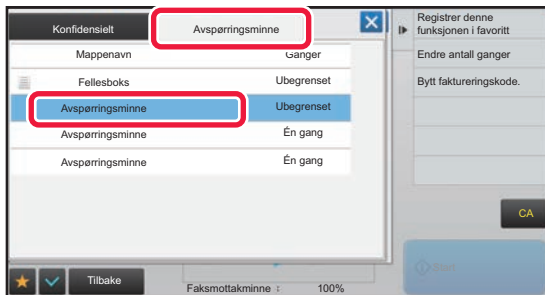 Konfidensielt
Avspørringsminne
Mappenavn
Ganger
Fellesboks
Ubegrenset
Avspørringsminne
Ubegrenset
Avspørringsminne
Én gang
Avspørringsminne
Én gang
Tilbake
Faksmottakminne : 100%
Registrer denne
funksjonen i favoritt
Endre antall ganger
Bytt faktureringskode.
CA
Start